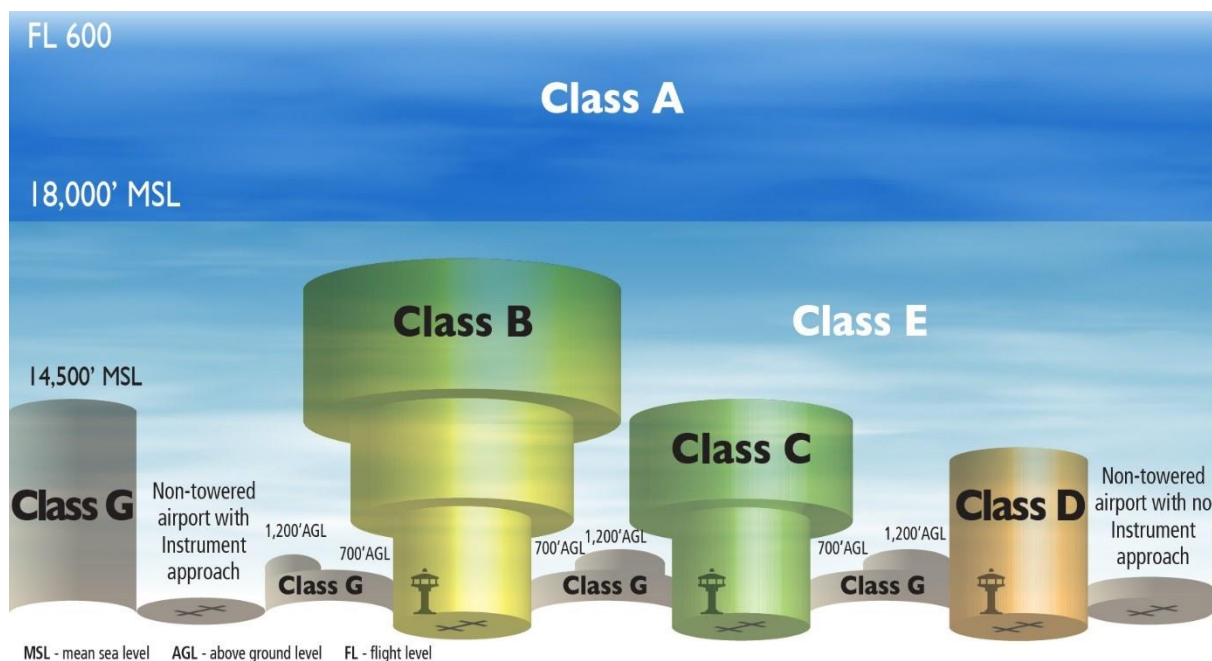 FL 600
Class A
18,000’ MSL
Class B
Class E
14,500’ MSL
Class C
Class G
Non-towered
airport with
Instrument
approach
1,200’AGL
700’AGL
Class G
700’AGL
1,200’AGL
Class G
700’AGL
1,200’AGL
Class G
Class D
Non-towered
airport with no
Instrument
approach
MSL - mean sea level AGL - above ground level FL - flight level